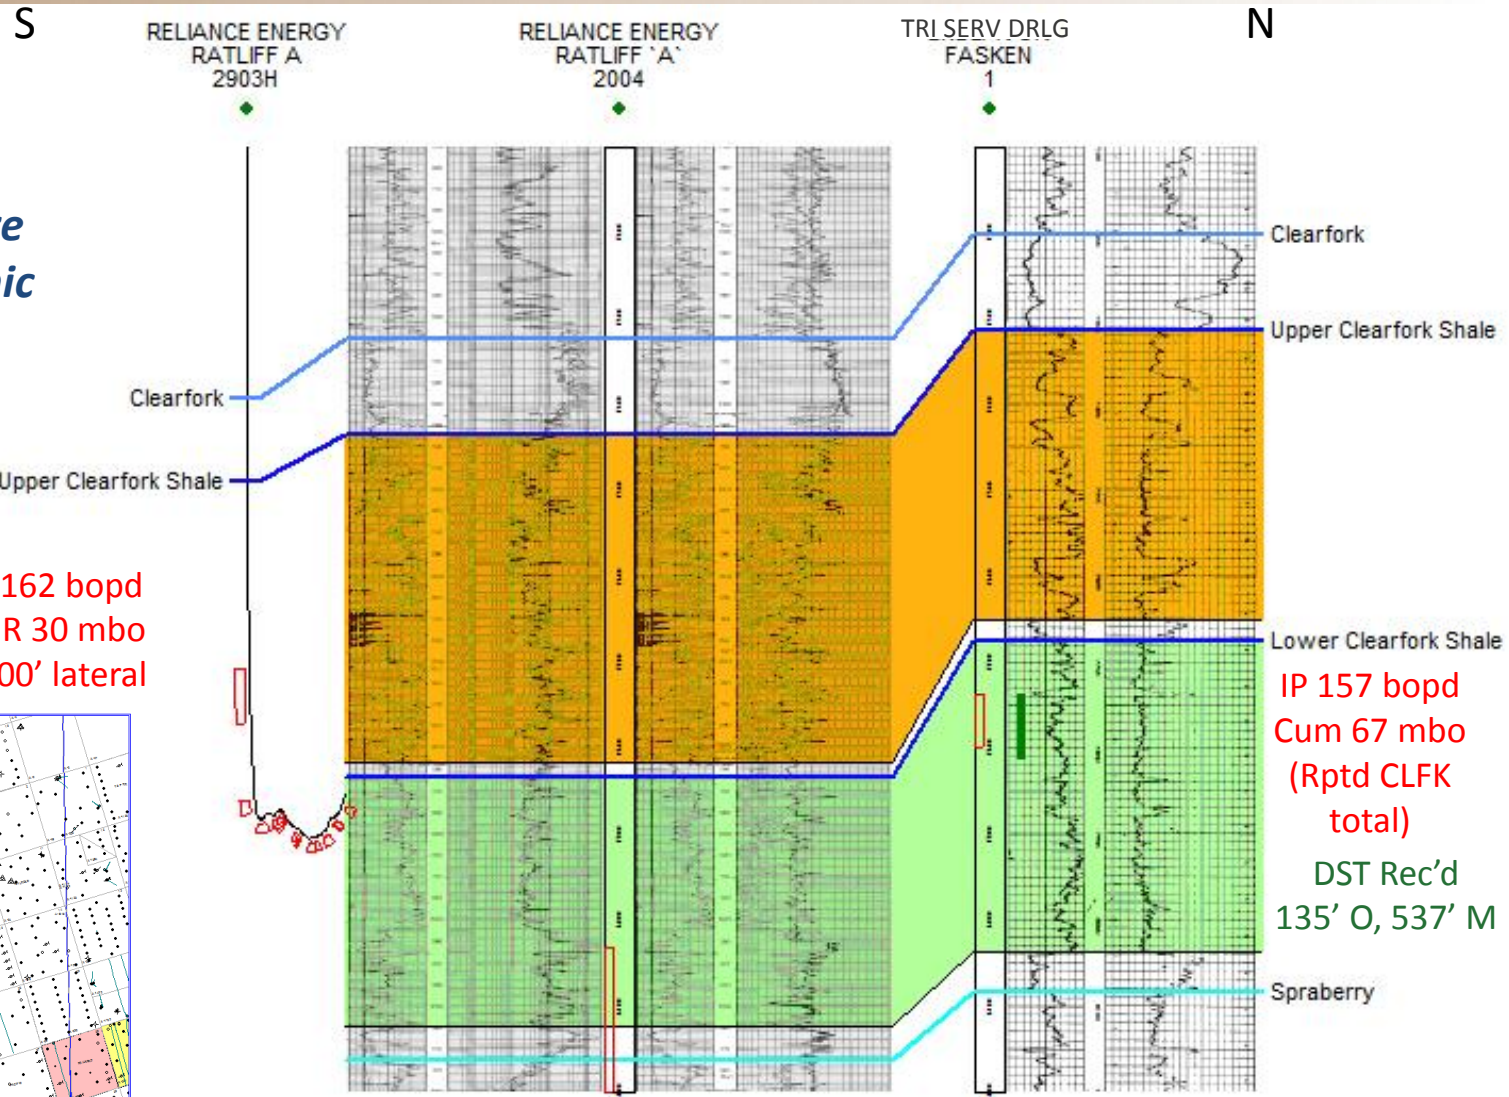 S
RELIANCE ENERGY
RATLIFF A
2903H
RELIANCE ENERGY
RATLIFF `A`
2004
TRI SERV DRLG
FASKEN
1
N
Clearfork
Upper Clearfork Shale
162 bopd
R 30 mbo
00’ lateral
Clearfork
Upper Clearfork Shale
Lower Clearfork Shale
IP 157 bopd
Cum 67 mbo
(Rptd CLFK
total)
DST Rec’d
135’ O, 537’ M
Spraberry